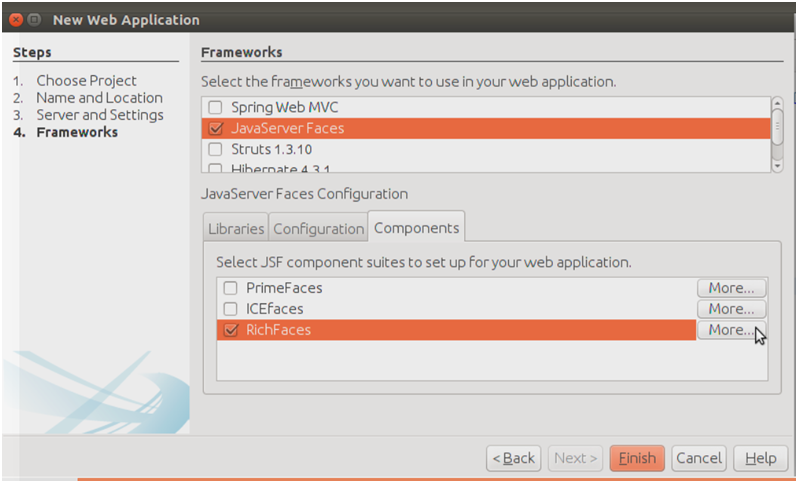 New Web Application
Steps
1. Choose Project
2. Name and Location
3. Server and Settings
4. Frameworks
Frameworks
Select the frameworks you want to use in your web application.
Spring Web MVC
JavaServer Faces
Struts 1.3.10
Hibernate 4.3.1
JavaServer Faces Configuration
Libraries Configuration Components
Select JSF component suites to set up for your web application.
PrimeFaces More...
ICEfaces More...
RichFaces More...
< Back Next > Finish Cancel Help